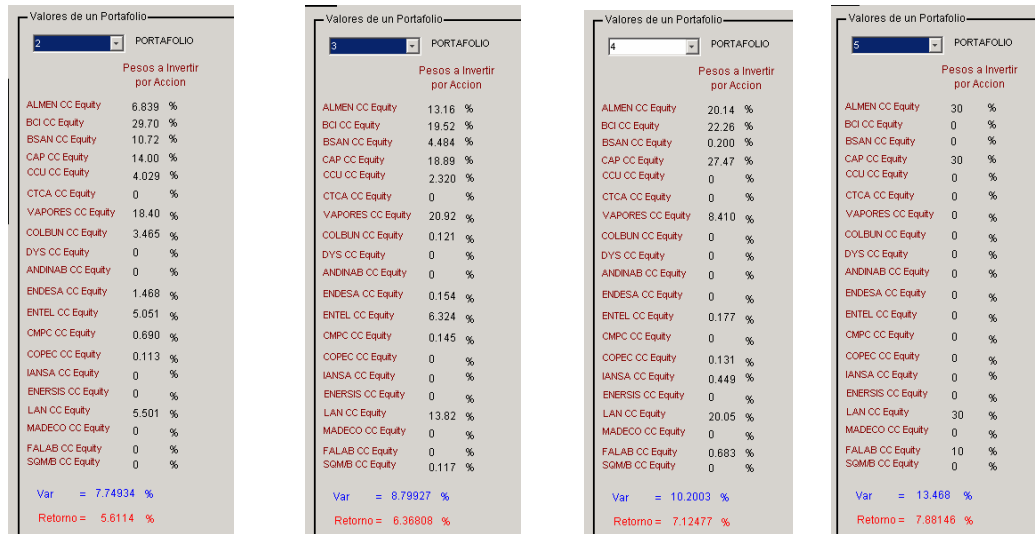 Valores de un Portafolio
2 PORTAFOLIO
Pesos a Invertir
por Accion
ALMEN CC Equity 6.839 %
BCI CC Equity 29.70 %
BSAN CC Equity 10.72 %
CAP CC Equity 14.00 %
CCU CC Equity 4.029 %
CTCA CC Equity 0 %
VAPORES CC Equity 18.40 %
COLBUN CC Equity 3.465 %
DYS CC Equity 0 %
ANDINAB CC Equity 0 %
ENDESA CC Equity 1.468 %
ENTEL CC Equity 5.051 %
CMPC CC Equity 0.690 %
COPEC CC Equity 0.113 %
IANSA CC Equity 0 %
ENERSIS CC Equity 0 %
LAN CC Equity 5.501 %
MADECO CC Equity 0 %
FALAB CC Equity 0 %
SQM/B CC Equity 0 %
Var = 7.74934 %
Retorno = 5.6114 %
Valores de un Portafolio
3 PORTAFOLIO
Pesos a Invertir
por Accion
ALMEN CC Equity 13.16 %
BCI CC Equity 19.52 %
BSAN CC Equity 4.484 %
CAP CC Equity 18.89 %
CCU CC Equity 2.320 %
CTCA CC Equity 0 %
VAPORES CC Equity 20.92 %
COLBUN CC Equity 0.121 %
DYS CC Equity 0 %
ANDINAB CC Equity 0 %
ENDESA CC Equity 0.154 %
ENTEL CC Equity 6.324 %
CMPC CC Equity 0.145 %
COPEC CC Equity 0 %
IANSA CC Equity 0 %
ENERSIS CC Equity 0 %
LAN CC Equity 13.82 %
MADECO CC Equity 0 %
FALAB CC Equity 0 %
SQM/B CC Equity 0.117 %
Var = 8.79927 %
Retorno = 6.36808 %
Valores de un Portafolio
4 PORTAFOLIO
Pesos a Invertir
por Accion
ALMEN CC Equity 20.14 %
BCI CC Equity 22.26 %
BSAN CC Equity 0.200 %
CAP CC Equity 27.47 %
CCU CC Equity 0 %
CTCA CC Equity 0 %
VAPORES CC Equity 8.410 %
COLBUN CC Equity 0 %
DYS CC Equity 0 %
ANDINAB CC Equity 0 %
ENDESA CC Equity 0 %
ENTEL CC Equity 0.177 %
CMPC CC Equity 0 %
COPEC CC Equity 0.131 %
IANSA CC Equity 0.449 %
ENERSIS CC Equity 0 %
LAN CC Equity 20.05 %
MADECO CC Equity 0 %
FALAB CC Equity 0.683 %
SQM/B CC Equity 0 %
Var = 10.2003 %
Retorno = 7.12477 %
Valores de un Portafolio
5 PORTAFOLIO
Pesos a Invertir
por Accion
ALMEN CC Equity 30 %
BCI CC Equity 0 %
BSAN CC Equity 0 %
CAP CC Equity 30 %
CCU CC Equity 0 %
CTCA CC Equity 0 %
VAPORES CC Equity 0 %
COLBUN CC Equity 0 %
DYS CC Equity 0 %
ANDINAB CC Equity 0 %
ENDESA CC Equity 0 %
ENTEL CC Equity 0 %
CMPC CC Equity 0 %
COPEC CC Equity 0 %
IANSA CC Equity 0 %
ENERSIS CC Equity 0 %
LAN CC Equity 30 %
MADECO CC Equity 0 %
FALAB CC Equity 10 %
SQM/B CC Equity 0 %
Var = 13.468 %
Retorno = 7.88146 %